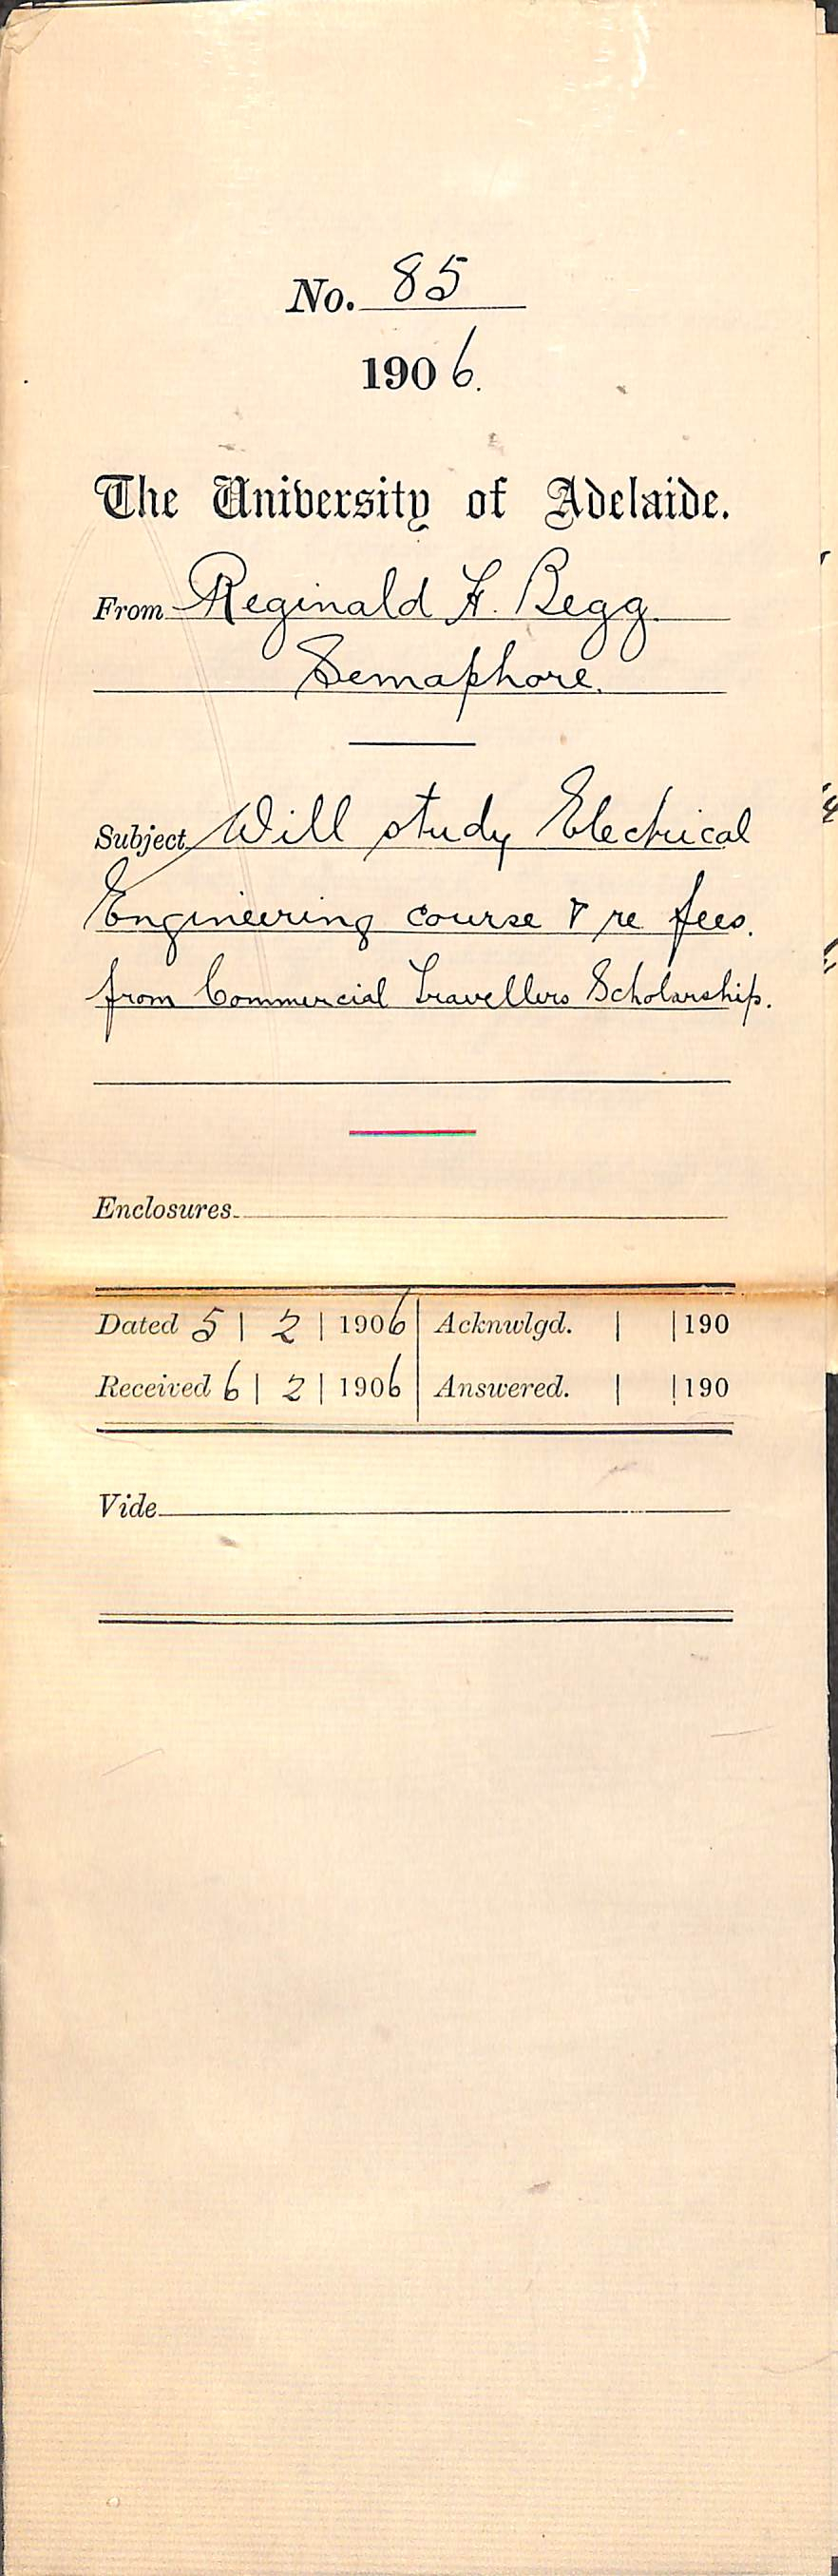 No. 85
1906.
The University of Adelaide.
From Reginald F. Begg.
Semaphore.
Subject Will study Electrical
Engineering course & re fees.
from Commercial Travellers Scholarship.
Enclosures
Dated 5 | 2 | 1906 Acknwlgd. | | 190
Received 6 | 2 | 1906 Answered. | | 190
Vide